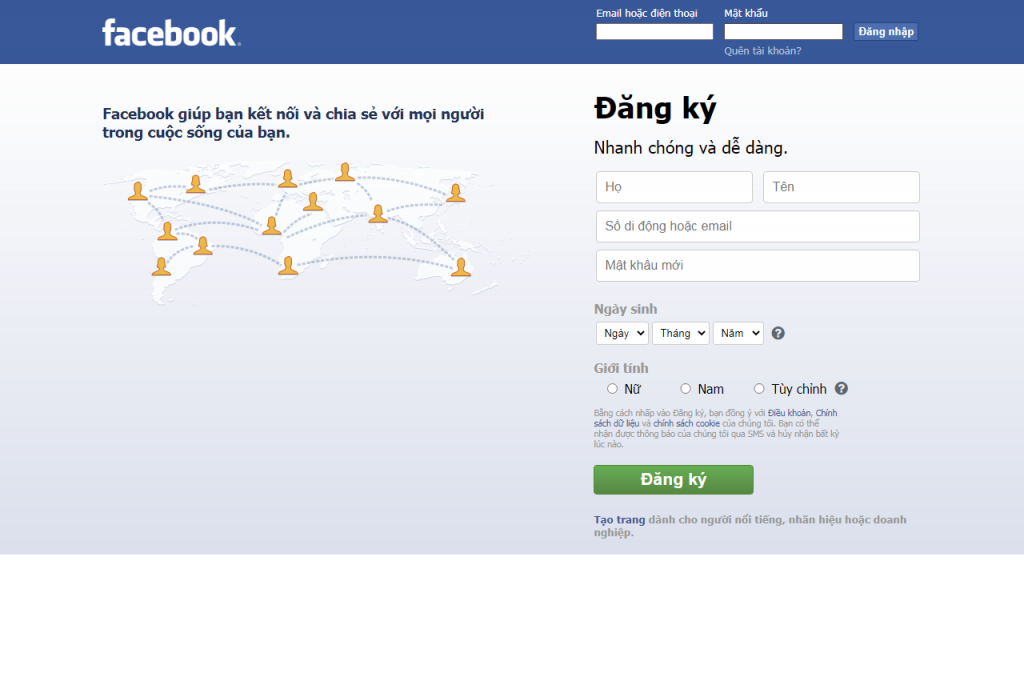 facebook
Email hoặc điện thoại
Mật khẩu
Đăng nhập
Quên tài khoản?
Facebook giúp bạn kết nối và chia sẻ với mọi người
trong cuộc sống của bạn.
Đăng ký
Nhanh chóng và dễ dàng.
Họ
Tên
Số di động hoặc email
Mật khẩu mới
Ngày sinh
Ngày
Tháng
Năm
?
Giới tính
Nữ
Nam
Tùy chỉnh
?
Bằng cách nhấp vào Đăng ký, bạn đồng ý với Điều khoản, Chính
sách dữ liệu và chính sách cookie của chúng tôi. Bạn có thể
nhận được thông báo của chúng tôi qua SMS và hủy nhận bất kỳ
lúc nào.
Đăng ký
Tạo trang dành cho người nổi tiếng, nhãn hiệu hoặc doanh
nghiệp.